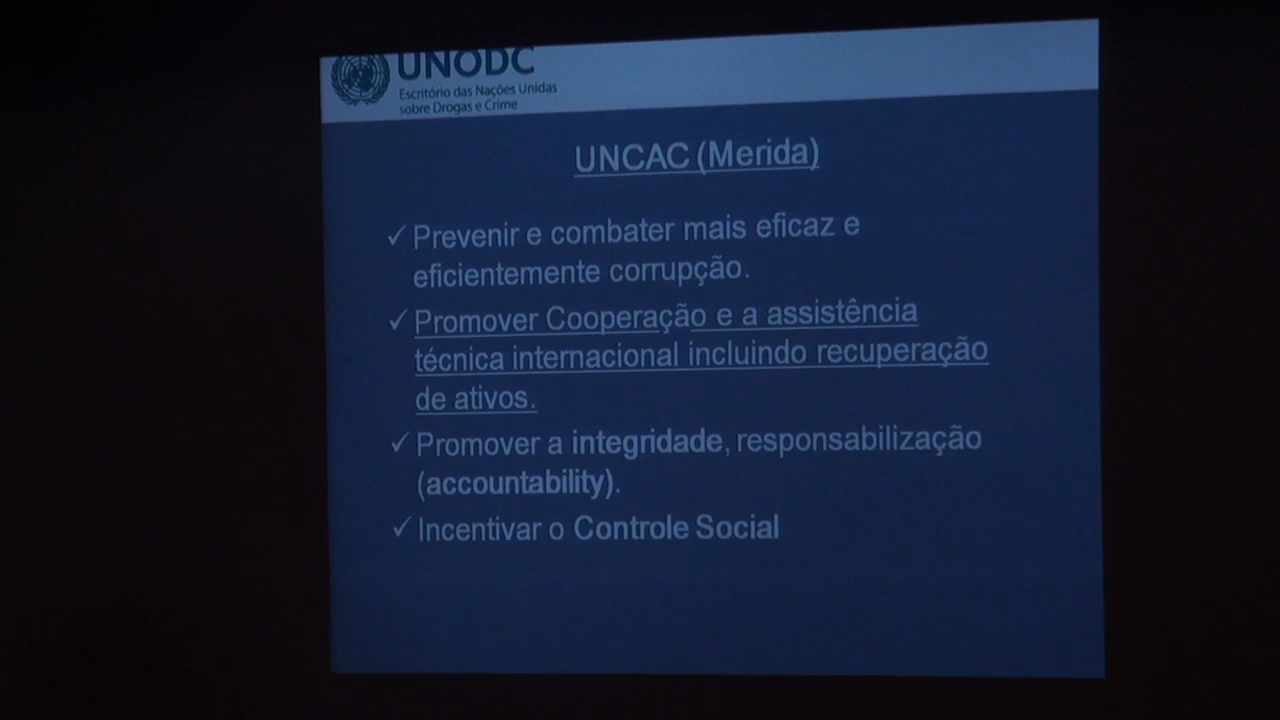 UNODC
Escritório das Nações Unidas
sobre Drogas e Crime
UNCAC (Merida)
✓ Prevenir e combater mais eficaz e
eficientemente corrupção.
✓ Promover Cooperação e a assistência
técnica internacional incluindo recuperação
de ativos.
✓ Promover a integridade, responsabilização
(accountability).
✓ Incentivar o Controle Social